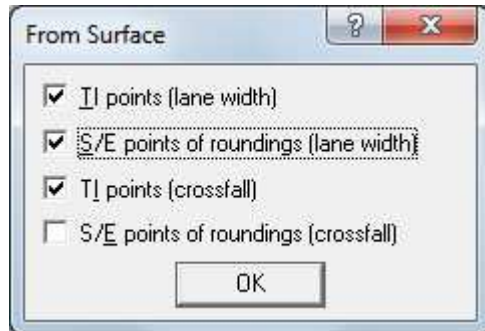 From Surface
?
TI points (lane width)
S/E points of roundings (lane width)
TI points (crossfall)
S/E points of roundings (crossfall)
OK